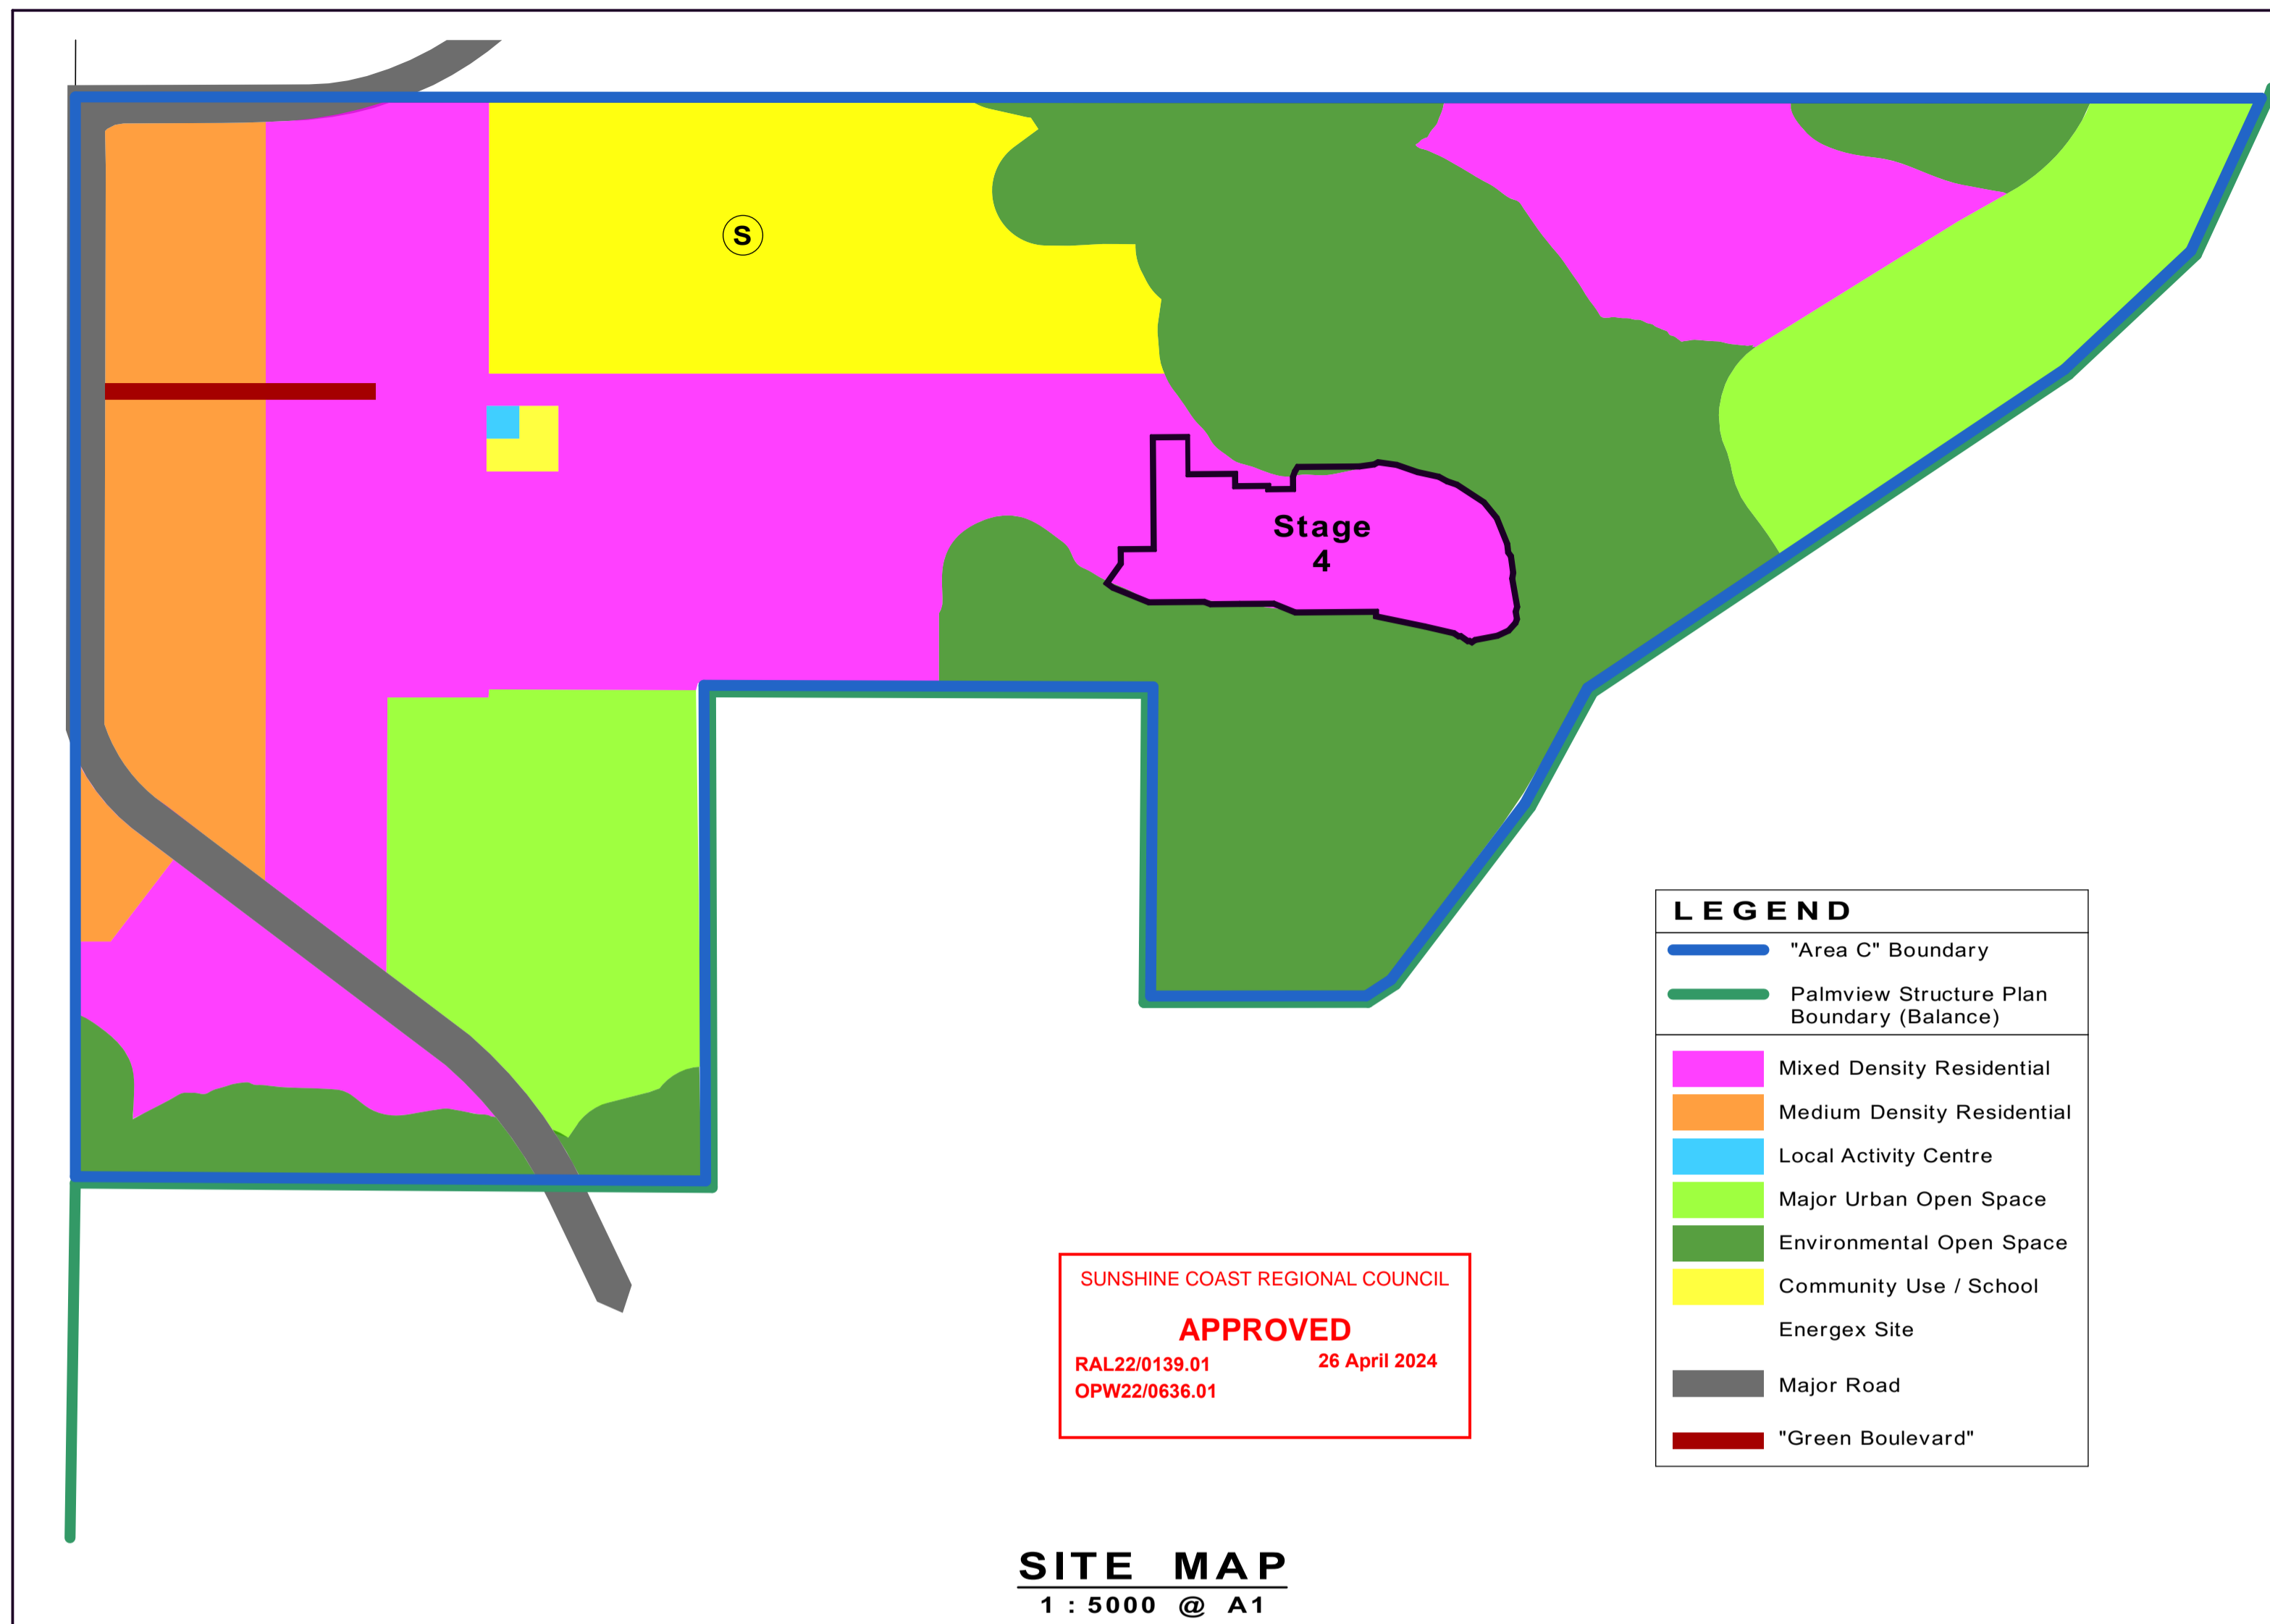 S
Stage
4
LEGEND
"Area C" Boundary
Palmview Structure Plan
Boundary (Balance)
Mixed Density Residential
Medium Density Residential
Local Activity Centre
Major Urban Open Space
Environmental Open Space
Community Use / School
Energex Site
Major Road
"Green Boulevard"
SUNSHINE COAST REGIONAL COUNCIL
APPROVED
RAL22/0139.01 26 April 2024
OPW22/0636.01
SITE MAP
1 : 5000 @ A1